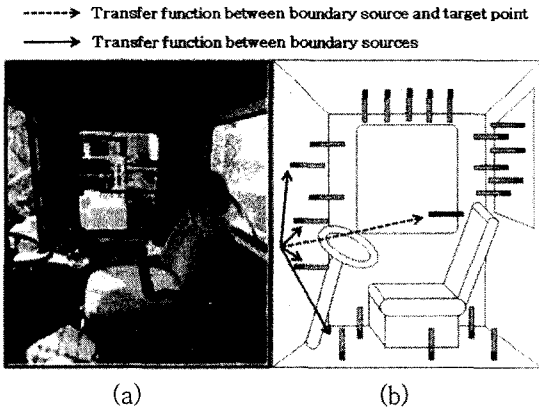 Transfer function between boundary source and target point
Transfer function between boundary sources
(a) (b)